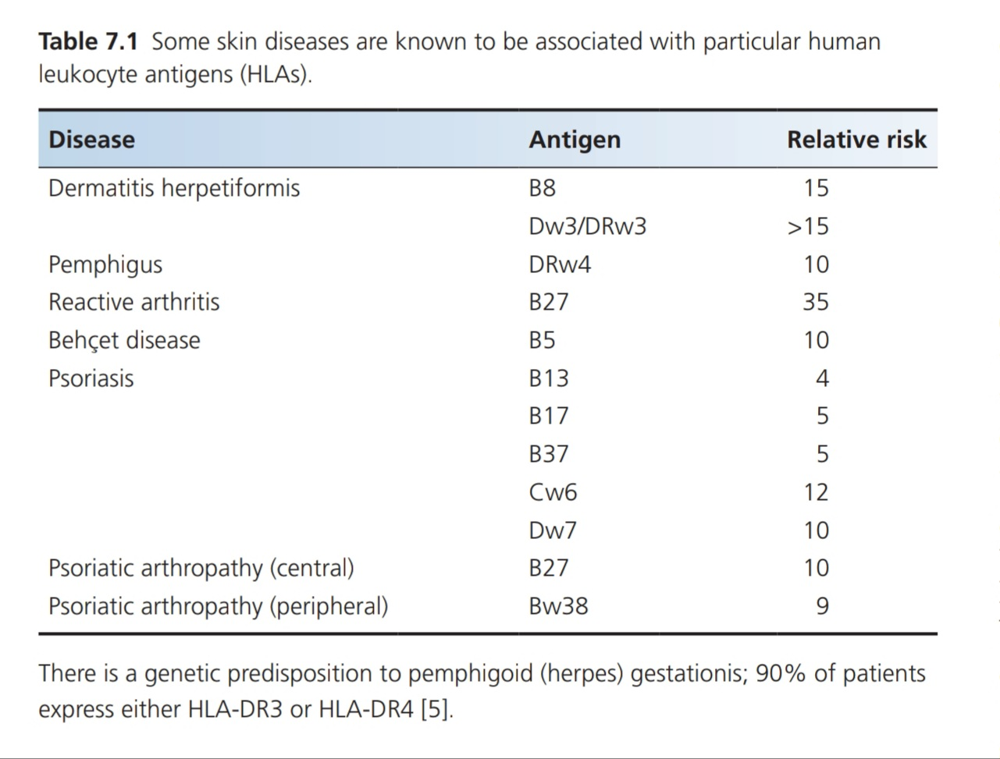 Table 7.1 Some skin diseases are known to be associated with particular human
leukocyte antigens (HLAs).
Disease Antigen Relative risk
Dermatitis herpetiformis B8 15
Dw3/DRw3 >15
Pemphigus DRw4 10
Reactive arthritis B27 35
Behçet disease B5 10
Psoriasis B13 4
B17 5
B37 5
Cw6 12
Dw7 10
Psoriatic arthropathy (central) B27 10
Psoriatic arthropathy (peripheral) Bw38 9
There is a genetic predisposition to pemphigoid (herpes) gestationis; 90% of patients
express either HLA-DR3 or HLA-DR4 [5].